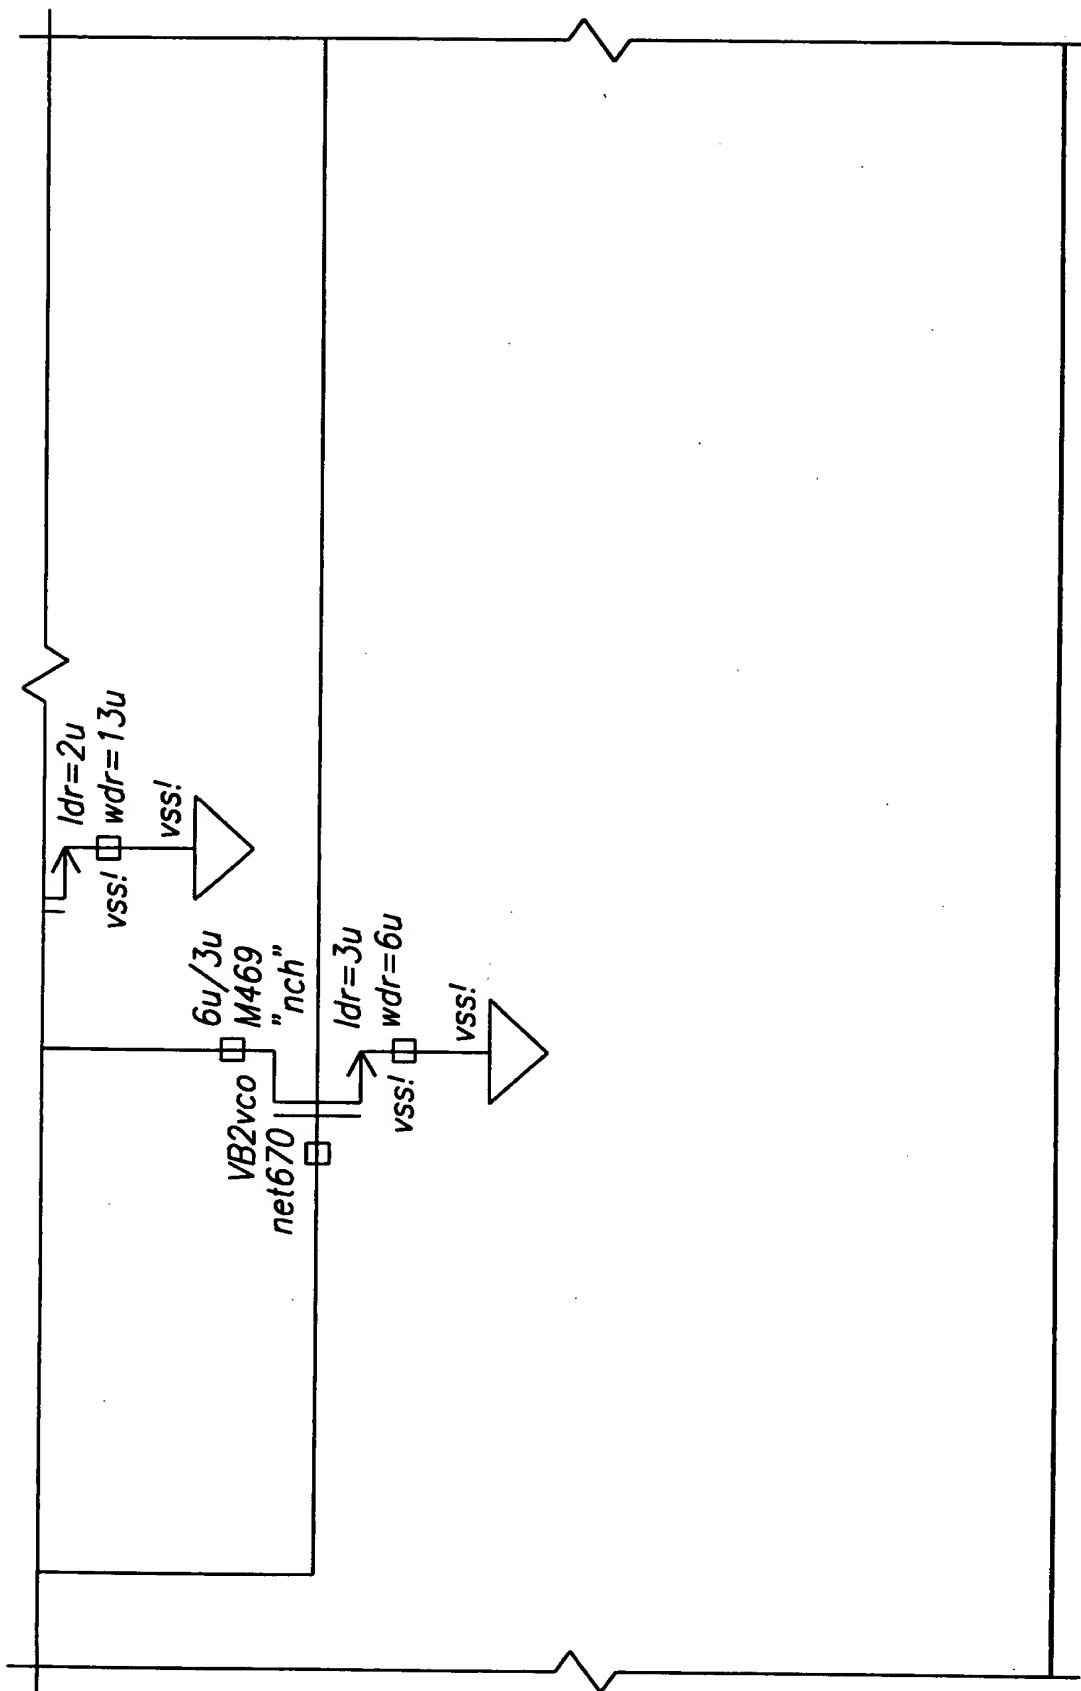 ldr=2u
wdr=13u
vss!
vss!
6u/3u
M469
"nch"
VB2vco
net670
ldr=3u
wdr=6u
vss!
vss!